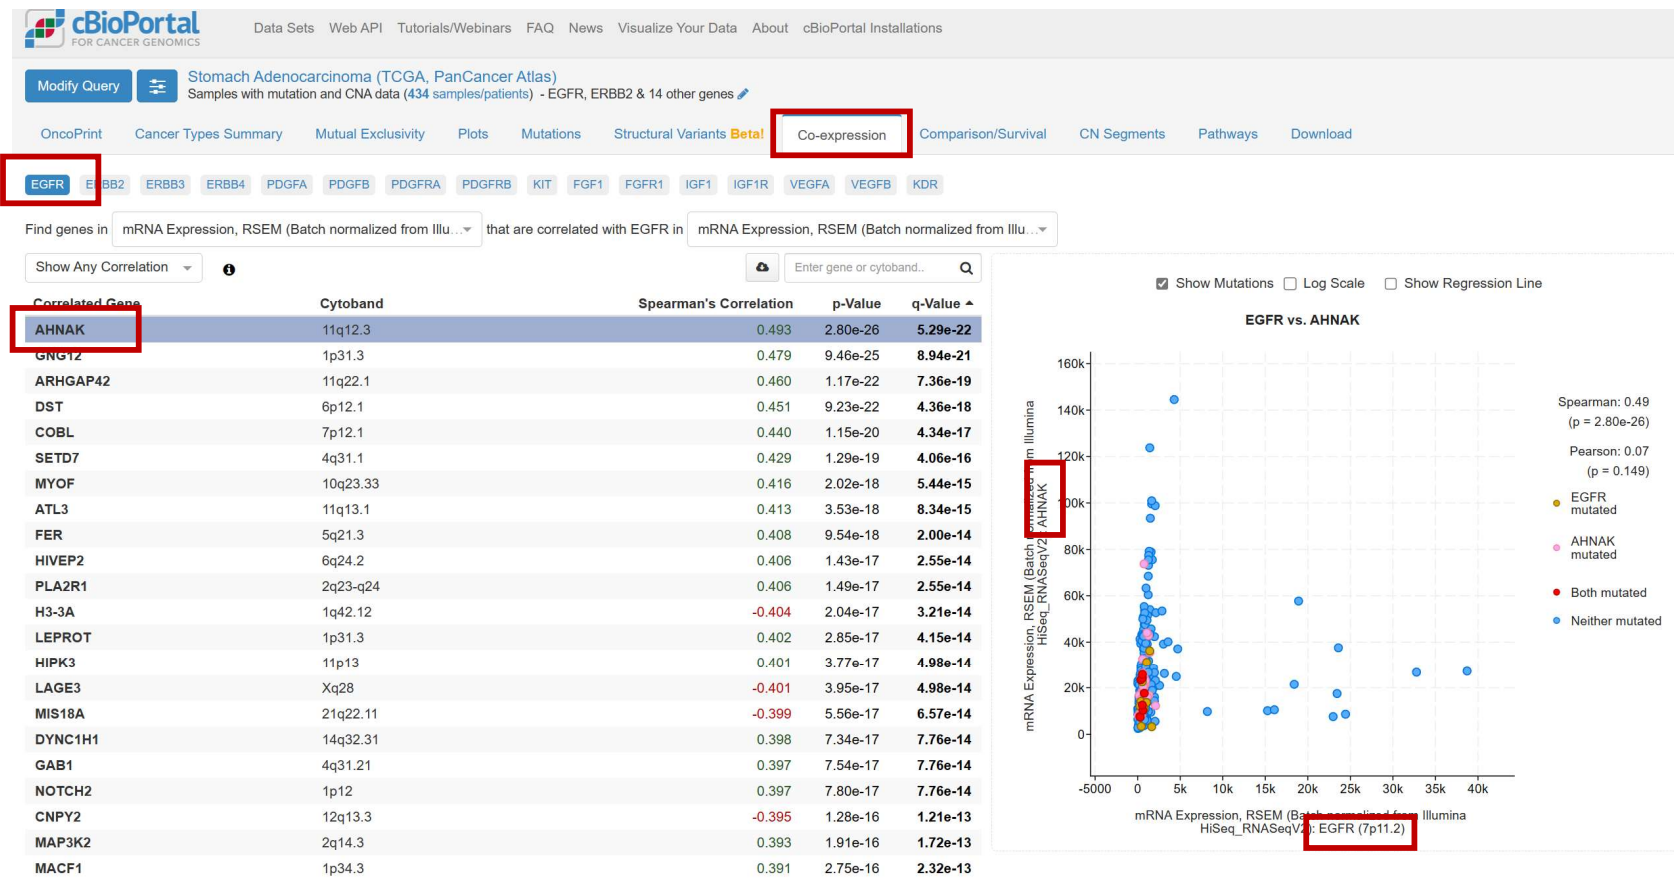 cBioPortal
FOR CANCER GENOMICS
Data Sets Web API Tutorials/Webinars FAQ News Visualize Your Data About cBioPortal Installations
Modify Query
Stomach Adenocarcinoma (TCGA, PanCancer Atlas)
Samples with mutation and CNA data (434 samples/patients) - EGFR, ERBB2 & 14 other genes
OncoPrint Cancer Types Summary Mutual Exclusivity Plots Mutations Structural Variants Beta! Co-expression Comparison/Survival CN Segments Pathways Download
EGFR ERBB2 ERBB3 ERBB4 PDGFA PDGFB PDGFRA PDGFRB KIT FGF1 FGFR1 IGF1 IGF1R VEGFA VEGFB KDR
Find genes in mRNA Expression, RSEM (Batch normalized from Illu... that are correlated with EGFR in mRNA Expression, RSEM (Batch normalized from Illu...
Show Any Correlation
Enter gene or cytoband..
Correlated Gene Cytoband Spearman's Correlation p-Value q-Value
AHNAK 11q12.3 0.493 2.80e-26 5.29e-22
GNG12 1p31.3 0.479 9.46e-25 8.94e-21
ARHGAP42 11q22.1 0.460 1.17e-22 7.36e-19
DST 6p12.1 0.451 9.23e-22 4.36e-18
COBL 7p12.1 0.440 1.15e-20 4.34e-17
SETD7 4q31.1 0.429 1.29e-19 4.06e-16
MYOF 10q23.33 0.416 2.02e-18 5.44e-15
ATL3 11q13.1 0.413 3.53e-18 8.34e-15
FER 5q21.3 0.408 9.54e-18 2.00e-14
HIVEP2 6q24.2 0.406 1.43e-17 2.55e-14
PLA2R1 2q23-q24 0.406 1.49e-17 2.55e-14
H3-3A 1q42.12 -0.404 2.04e-17 3.21e-14
LEPROT 1p31.3 0.402 2.85e-17 4.15e-14
HIPK3 11p13 0.401 3.77e-17 4.98e-14
LAGE3 Xq28 -0.401 3.95e-17 4.98e-14
MIS18A 21q22.11 -0.399 5.56e-17 6.57e-14
DYNC1H1 14q32.31 0.398 7.34e-17 7.76e-14
GAB1 4q31.21 0.397 7.54e-17 7.76e-14
NOTCH2 1p12 0.397 7.80e-17 7.76e-14
CNPY2 12q13.3 -0.395 1.28e-16 1.21e-13
MAP3K2 2q14.3 0.393 1.91e-16 1.72e-13
MACF1 1p34.3 0.391 2.75e-16 2.32e-13
Show Mutations Log Scale Show Regression Line
EGFR vs. AHNAK
mRNA Expression, RSEM (Batch normalized from Illumina
HiSeq_RNASeqV2): AHNAK
160k
140k
120k
100k
80k
60k
40k
20k
0
-5000 0 5k 10k 15k 20k 25k 30k 35k 40k
mRNA Expression, RSEM (Batch normalized from Illumina
HiSeq_RNASeqV2): EGFR (7p11.2)
Spearman: 0.49
(p = 2.80e-26)
Pearson: 0.07
(p = 0.149)
EGFR
mutated
AHNAK
mutated
Both mutated
Neither mutated